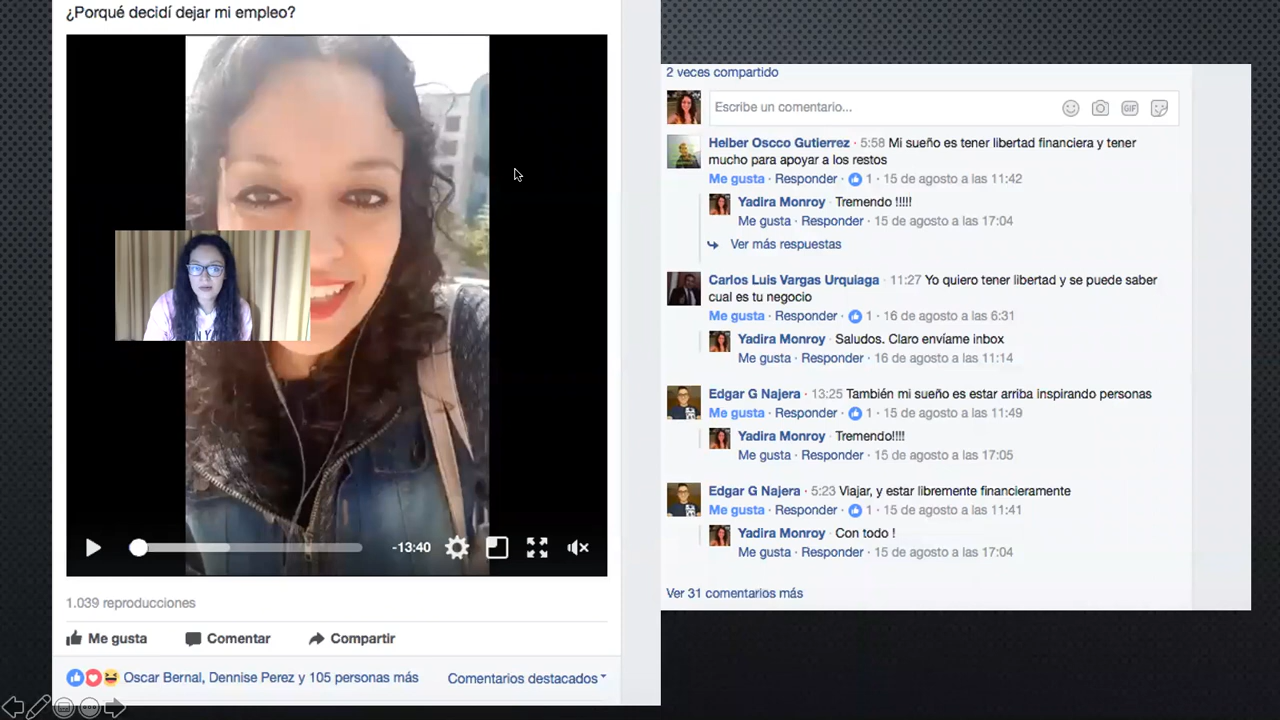 ¿Porqué decidí dejar mi empleo?
-13:40
1.039 reproducciones
Me gusta Comentar Compartir
Oscar Bernal, Dennise Perez y 105 personas más Comentarios destacados
2 veces compartido
Escribe un comentario...
GIF
Helber Oscco Gutierrez · 5:58 Mi sueño es tener libertad financiera y tener
mucho para apoyar a los restos
Me gusta · Responder · 1 · 15 de agosto a las 11:42
Yadira Monroy · Tremendo !!!!!
Me gusta · Responder · 15 de agosto a las 17:04
Ver más respuestas
Carlos Luis Vargas Urquiaga · 11:27 Yo quiero tener libertad y se puede saber
cual es tu negocio
Me gusta · Responder · 1 · 16 de agosto a las 6:31
Yadira Monroy · Saludos. Claro envíame inbox
Me gusta · Responder · 16 de agosto a las 11:14
Edgar G Najera · 13:25 También mi sueño es estar arriba inspirando personas
Me gusta · Responder · 1 · 15 de agosto a las 11:49
Yadira Monroy · Tremendo!!!!
Me gusta · Responder · 15 de agosto a las 17:05
Edgar G Najera · 5:23 Viajar, y estar libremente financieramente
Me gusta · Responder · 1 · 15 de agosto a las 11:41
Yadira Monroy · Con todo !
Me gusta · Responder · 15 de agosto a las 17:04
Ver 31 comentarios más